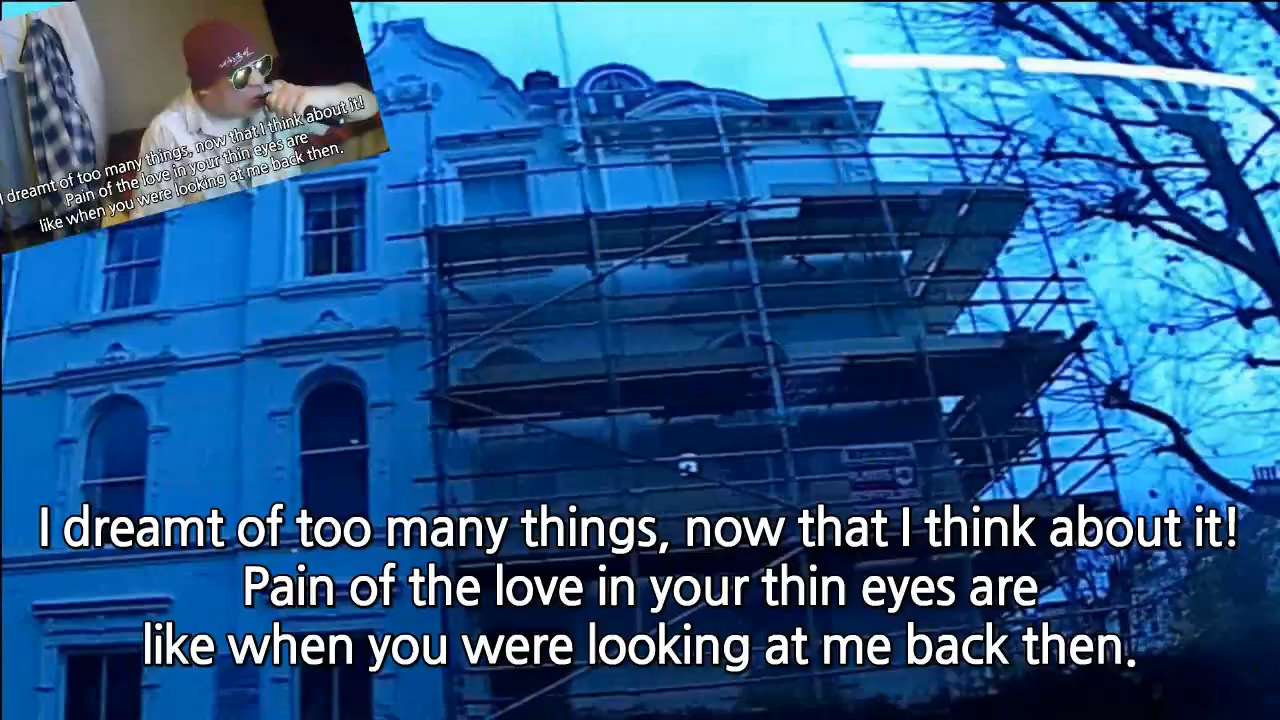 I dreamt of too many things, now that I think about it!
Pain of the love in your thin eyes are
like when you were looking at me back then.
I dreamt of too many things, now that I think about it!
Pain of the love in your thin eyes are
like when you were looking at me back then.